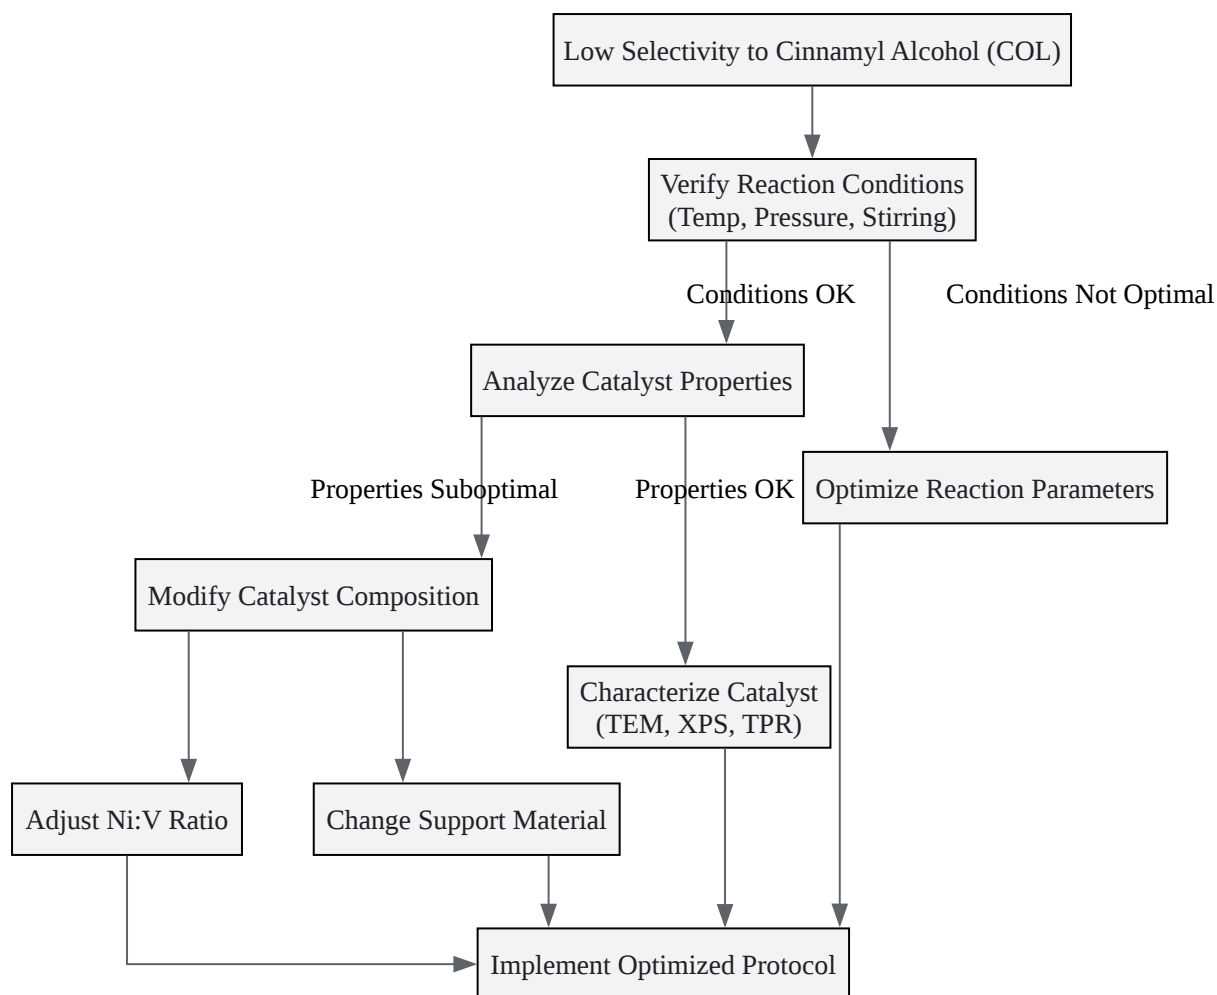 Low Selectivity to Cinnamyl Alcohol (COL)
Verify Reaction Conditions
(Temp, Pressure, Stirring)
Conditions OK
Conditions Not Optimal
Analyze Catalyst Properties
Properties Suboptimal
Properties OK
Optimize Reaction Parameters
Modify Catalyst Composition
Characterize Catalyst
(TEM, XPS, TPR)
Adjust Ni:V Ratio
Change Support Material
Implement Optimized Protocol